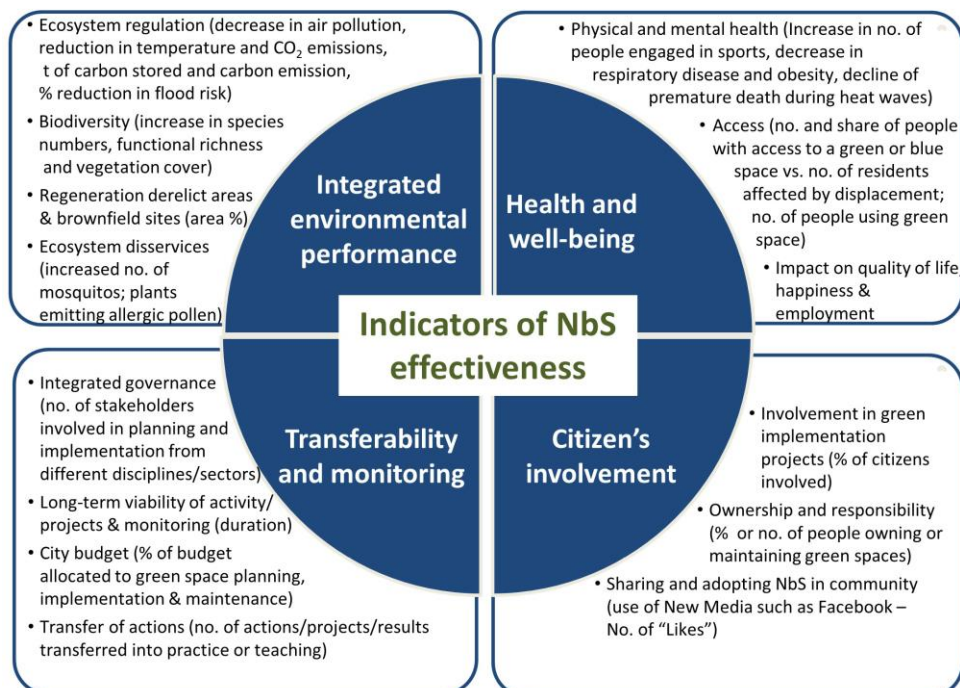 • Ecosystem regulation (decrease in air pollution,
reduction in temperature and CO₂ emissions,
t of carbon stored and carbon emission,
% reduction in flood risk)
• Biodiversity (increase in species
numbers, functional richness
and vegetation cover)
• Regeneration derelict areas
& brownfield sites (area %)
• Ecosystem disservices
(increased no. of
mosquitos; plants
emitting allergic pollen)
Integrated
environmental
performance
• Physical and mental health (Increase in no. of
people engaged in sports, decrease in
respiratory disease and obesity, decline of
premature death during heat waves)
• Access (no. and share of people
with access to a green or blue
space vs. no. of residents
affected by displacement;
no. of people using green
space)
• Impact on quality of life,
happiness &
employment
Health and
well-being
Indicators of NbS
effectiveness
• Integrated governance
(no. of stakeholders
involved in planning and
implementation from
different disciplines/sectors)
• Long-term viability of activity/
projects & monitoring (duration)
• City budget (% of budget
allocated to green space planning,
implementation & maintenance)
• Transfer of actions (no. of actions/projects/results
transferred into practice or teaching)
Transferability
and monitoring
Citizen’s
involvement
• Involvement in green
implementation
projects (% of citizens
involved)
• Ownership and responsibility
(% or no. of people owning or
maintaining green spaces)
• Sharing and adopting NbS in community
(use of New Media such as Facebook –
No. of “Likes”)